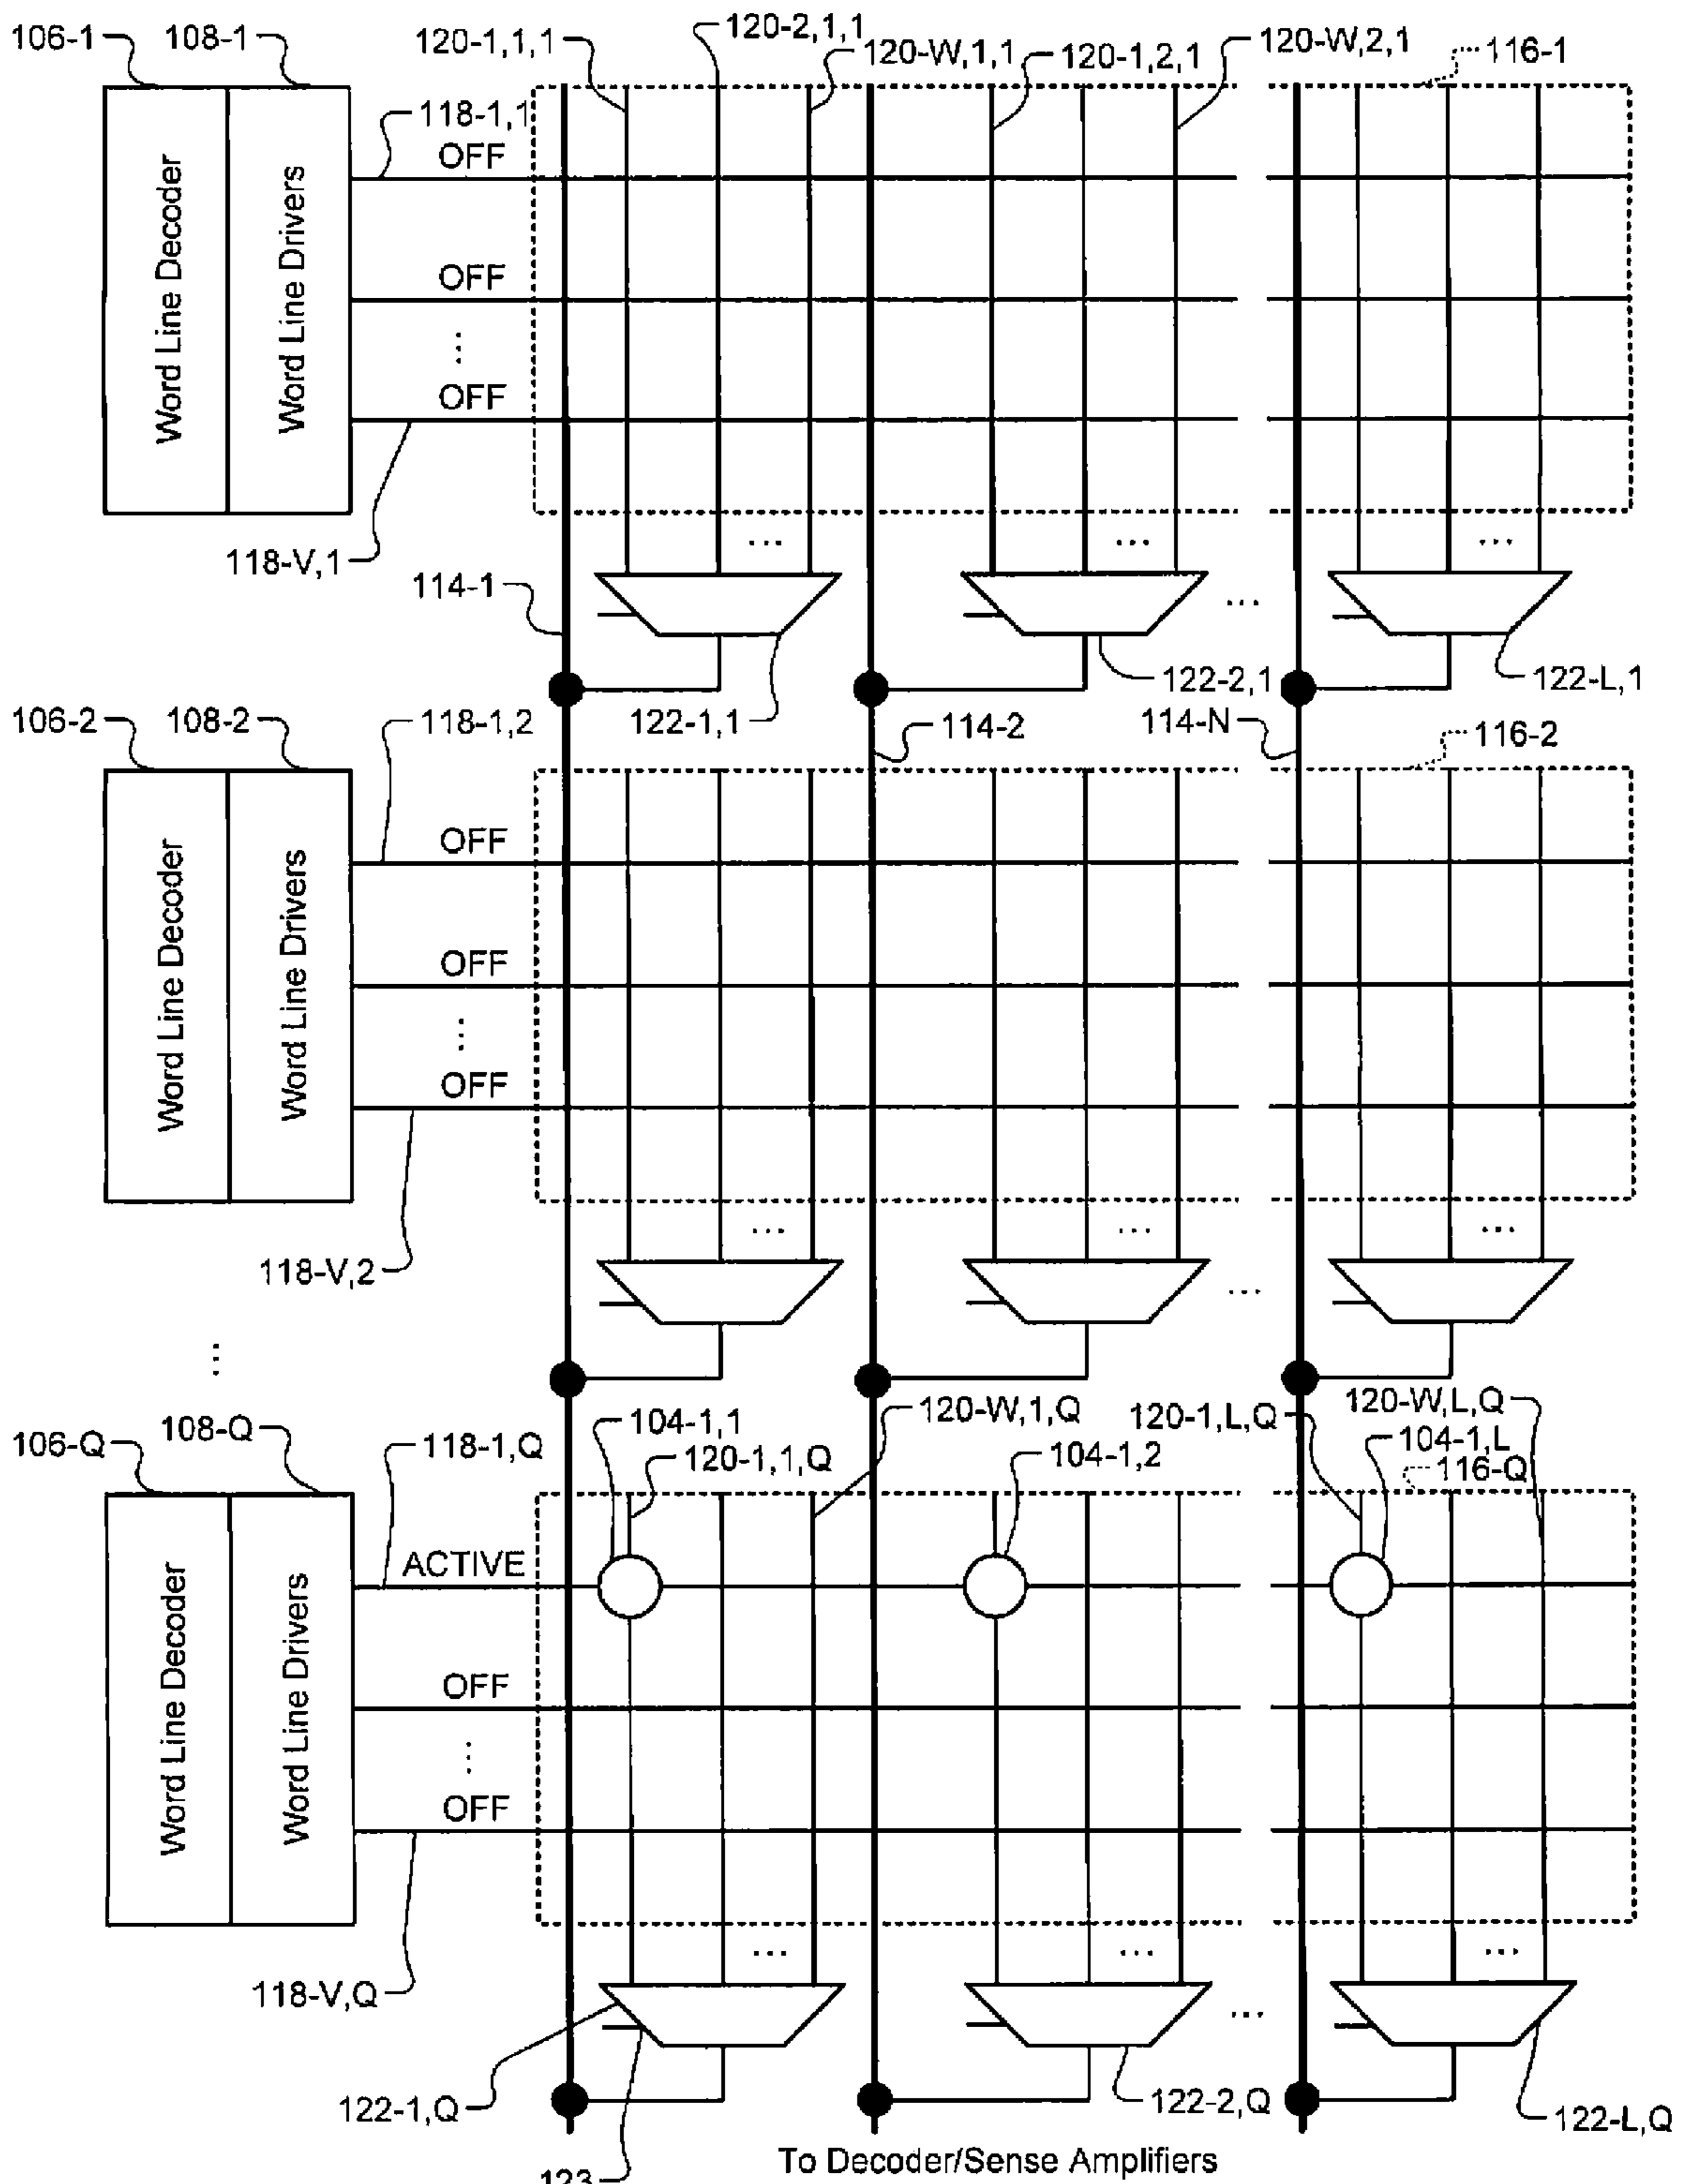 106-1
108-1
120-1,1,1
120-2,1,1
120-W,1,1
120-1,2,1
120-W,2,1
116-1
118-1,1
OFF
Word Line Decoder
Word Line Drivers
OFF
...
OFF
118-V,1
...
...
...
114-1
...
122-1,1
122-2,1
122-L,1
106-2
108-2
118-1,2
114-2
114-N
116-2
OFF
Word Line Decoder
Word Line Drivers
OFF
...
OFF
118-V,2
...
...
...
...
...
106-Q
108-Q
118-1,Q
104-1,1
120-1,1,Q
120-W,1,Q
104-1,2
120-1,L,Q
120-W,L,Q
104-1,L
116-Q
ACTIVE
Word Line Decoder
Word Line Drivers
OFF
...
OFF
118-V,Q
...
...
...
...
122-1,Q
122-2,Q
122-L,Q
123
To Decoder/Sense Amplifiers